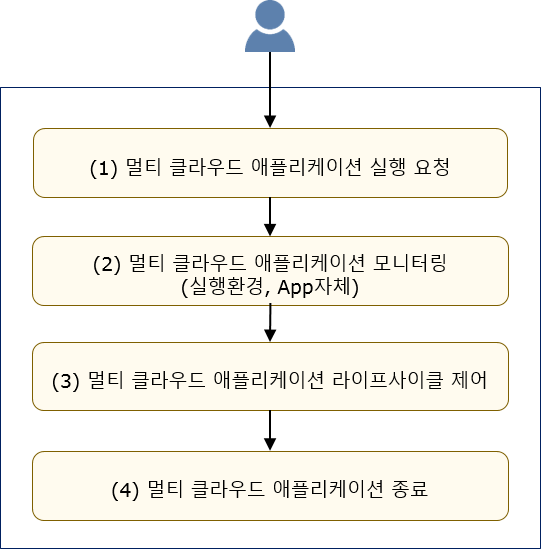 (1) 멀티 클라우드 애플리케이션 실행 요청
(2) 멀티 클라우드 애플리케이션 모니터링
(실행환경, App자체)
(3) 멀티 클라우드 애플리케이션 라이프사이클 제어
(4) 멀티 클라우드 애플리케이션 종료